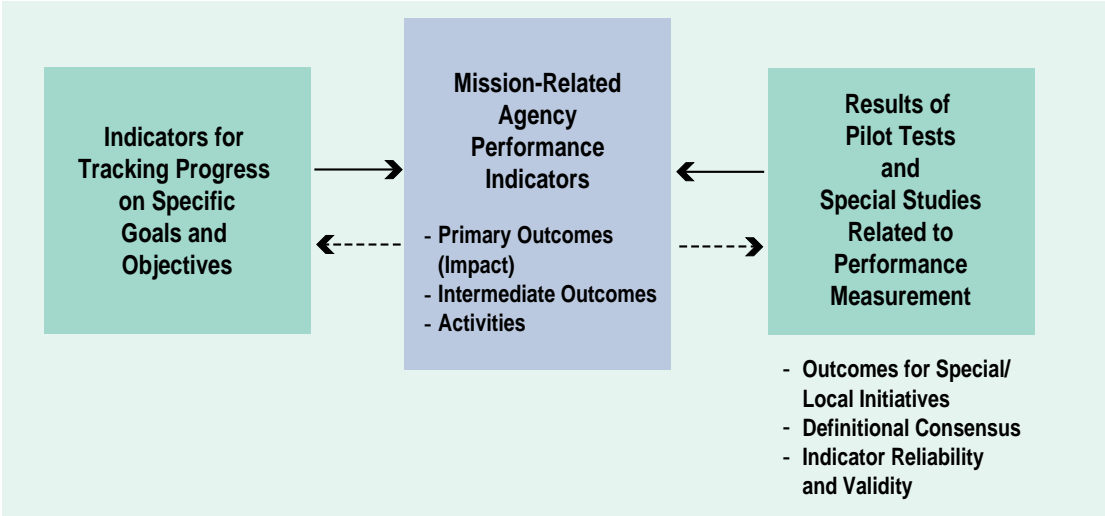 Indicators for
Tracking Progress
on Specific
Goals and
Objectives
Mission-Related
Agency
Performance
Indicators
- Primary Outcomes
(Impact)
- Intermediate Outcomes
- Activities
Results of
Pilot Tests
and
Special Studies
Related to
Performance
Measurement
- Outcomes for Special/
Local Initiatives
- Definitional Consensus
- Indicator Reliability
and Validity